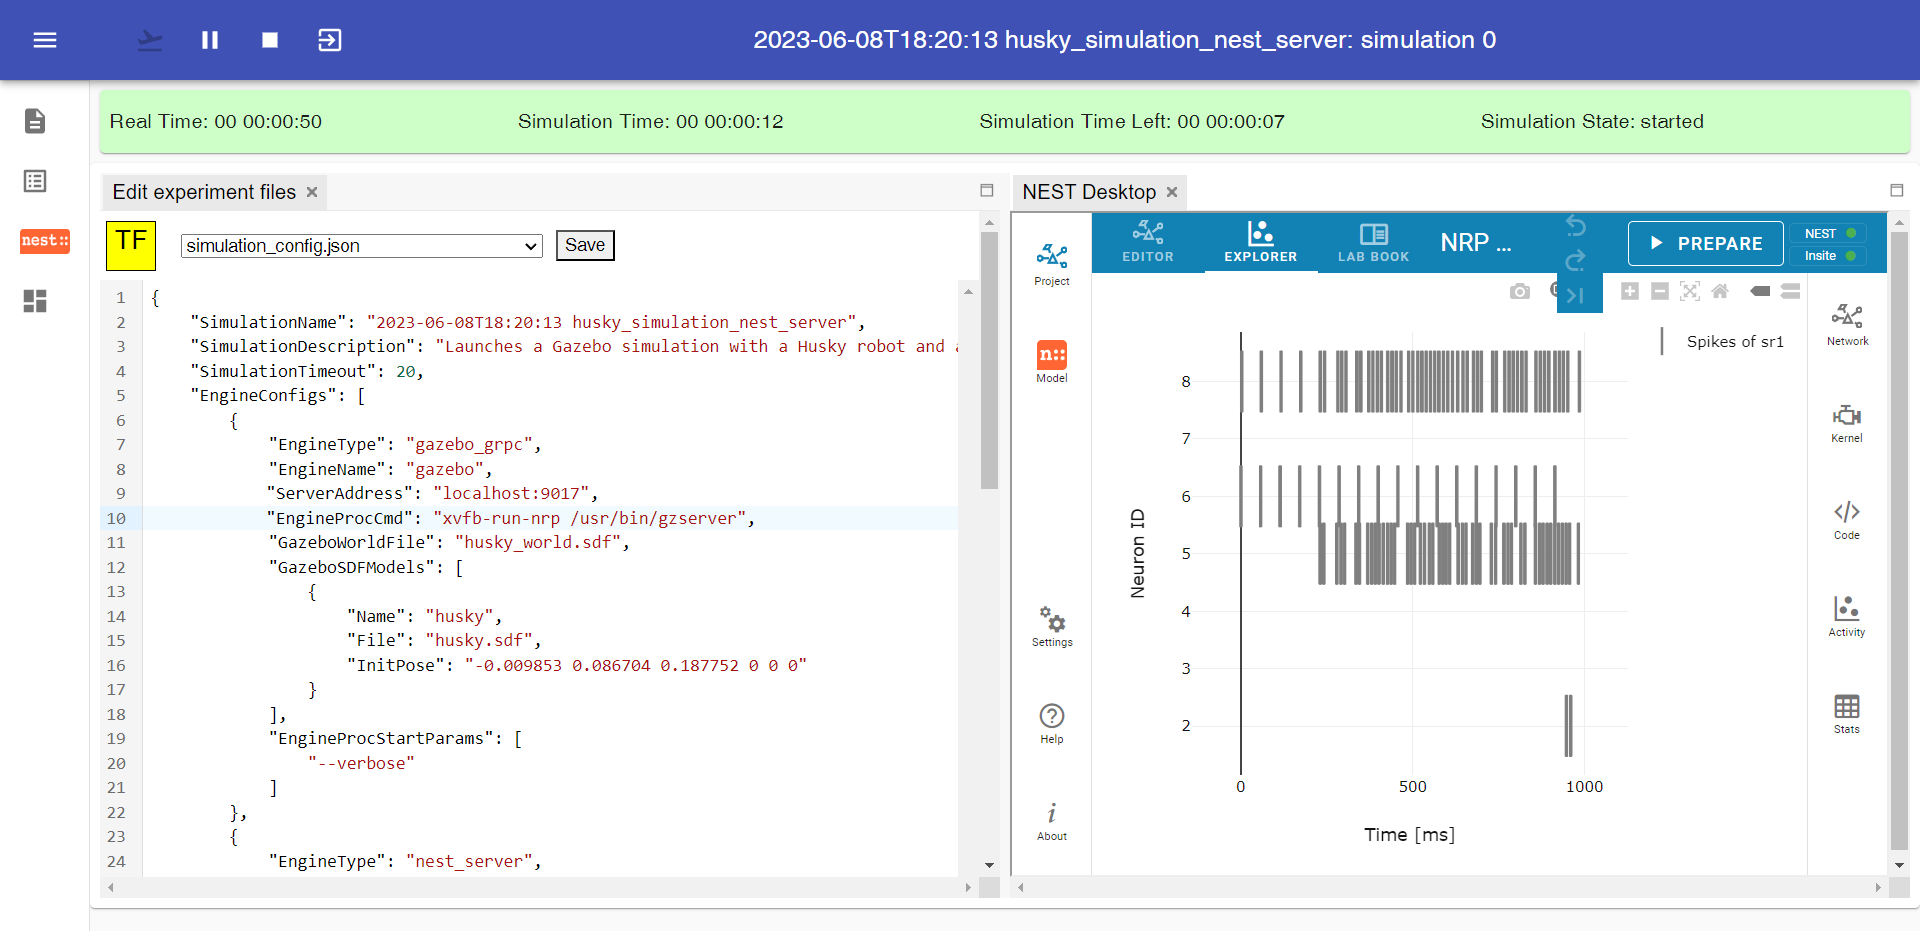 2023-06-08T18:20:13 husky_simulation_nest_server: simulation 0
Real Time: 00 00:00:50
Simulation Time: 00 00:00:12
Simulation Time Left: 00 00:00:07
Simulation State: started
nest::
Edit experiment files
TF
simulation_config.json
Save
1 {
2 "SimulationName": "2023-06-08T18:20:13 husky_simulation_nest_server",
3 "SimulationDescription": "Launches a Gazebo simulation with a Husky robot and
4 "SimulationTimeout": 20,
5 "EngineConfigs": [
6 {
7 "EngineType": "gazebo_grpc",
8 "EngineName": "gazebo",
9 "ServerAddress": "localhost:9017",
10 "EngineProcCmd": "xvfb-run-nrp /usr/bin/gzserver",
11 "GazeboWorldFile": "husky_world.sdf",
12 "GazeboSDFModels": [
13 {
14 "Name": "husky",
15 "File": "husky.sdf",
16 "InitPose": "-0.009853 0.086704 0.187752 0 0 0"
17 }
18 ],
19 "EngineProcStartParams": [
20 "--verbose"
21 ]
22 },
23 {
24 "EngineType": "nest_server",
NEST Desktop
Project
n::
Model
Settings
Help
About
EDITOR
EXPLORER
LAB BOOK
NRP ...
PREPARE
NEST
Insite
Spikes of sr1
Neuron ID
8
7
6
5
4
3
2
0
500
1000
Time [ms]
Network
Kernel
Code
Activity
Stats